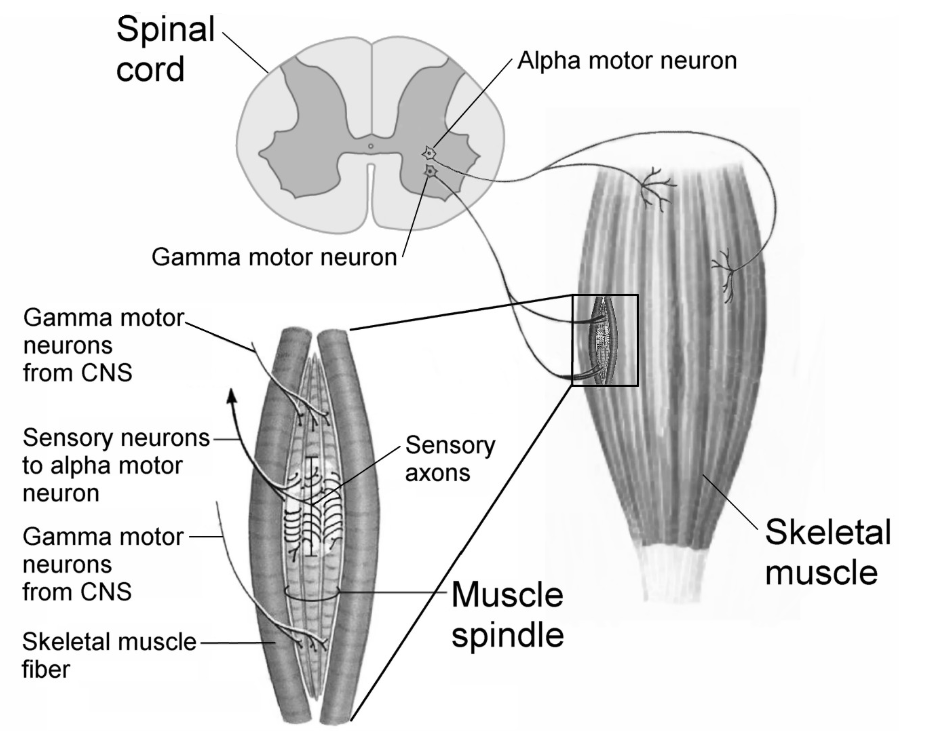 Spinal
cord
Alpha motor neuron
Gamma motor neuron
Gamma motor
neurons
from CNS
Sensory neurons
to alpha motor
neuron
Sensory
axons
Gamma motor
neurons
from CNS
Skeletal
muscle
Muscle
spindle
Skeletal muscle
fiber